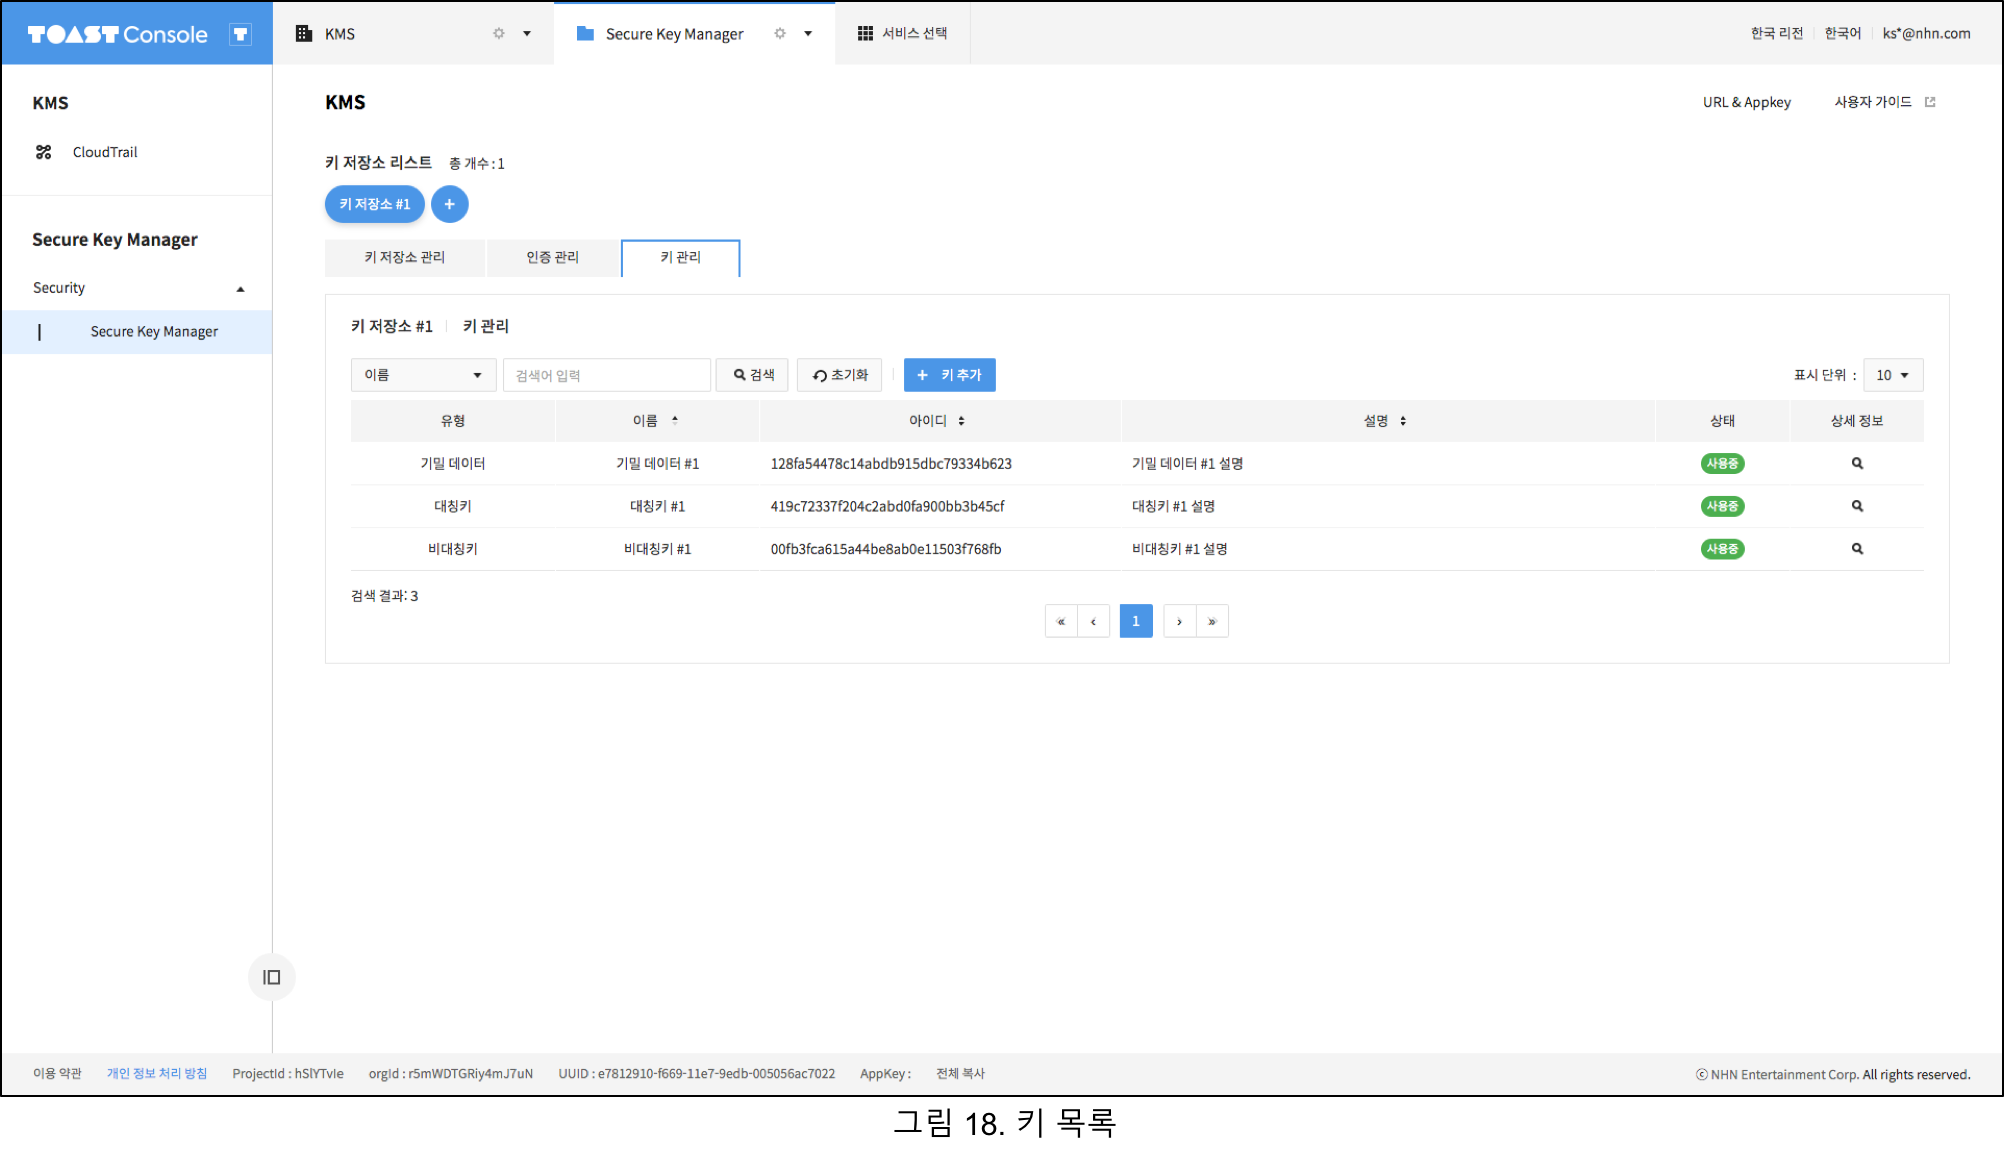 TOAST Console
KMS
Secure Key Manager
서비스 선택
한국 리전
한국어
ks*@nhn.com
KMS
CloudTrail
Secure Key Manager
Security
Secure Key Manager
KMS
URL & Appkey
사용자 가이드
키 저장소 리스트 총 개수 : 1
키 저장소 #1 +
키 저장소 관리 인증 관리 키 관리
키 저장소 #1 키 관리
이름 검색어 입력 검색 초기화 + 키 추가 표시 단위 : 10
유형 이름 아이디 설명 상태 상세 정보
기밀 데이터 기밀 데이터 #1 128fa54478c14abdb915dbc79334b623 기밀 데이터 #1 설명 사용중
대칭키 대칭키 #1 419c72337f204c2abd0fa900bb3b45cf 대칭키 #1 설명 사용중
비대칭키 비대칭키 #1 00fb3fca615a44be8ab0e11503f768fb 비대칭키 #1 설명 사용중
검색 결과: 3
« ‹ 1 › »
이용 약관 개인 정보 처리 방침 ProjectId : hSlYTvIe orgId : r5mWDTGRiy4mJ7uN UUID : e7812910-f669-11e7-9edb-005056ac7022 AppKey : 전체 복사
ⓒ NHN Entertainment Corp. All rights reserved.
그림 18. 키 목록